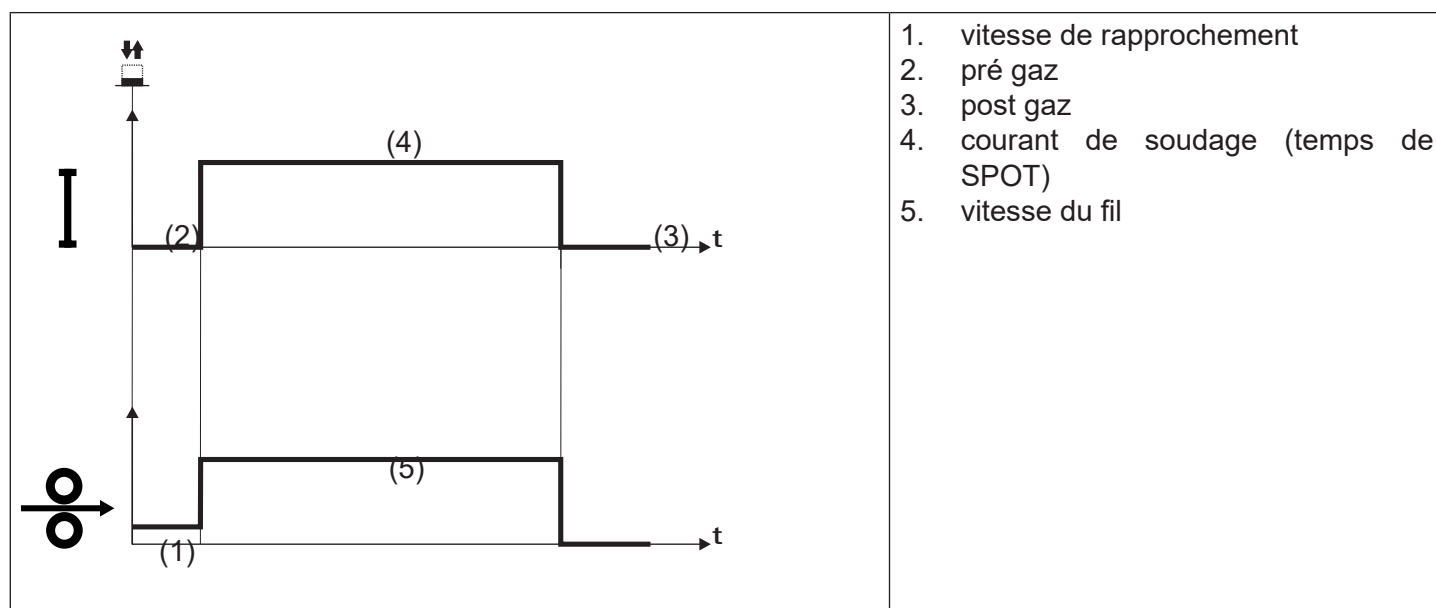 (4)
I
(2)
(3)
t
(5)
t
(1)
1. vitesse de rapprochement
2. pré gaz
3. post gaz
4. courant de soudage (temps de
SPOT)
5. vitesse du fil